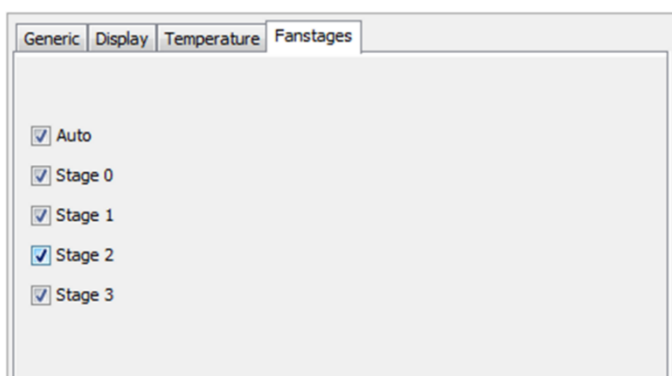 Generic Display Temperature Fanstages
Auto
Stage 0
Stage 1
Stage 2
Stage 3